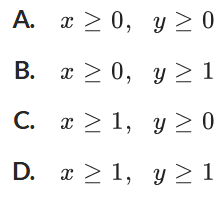 A. x ≥ 0, y ≥ 0
B. x ≥ 0, y ≥ 1
C. x ≥ 1, y ≥ 0
D. x ≥ 1, y ≥ 1